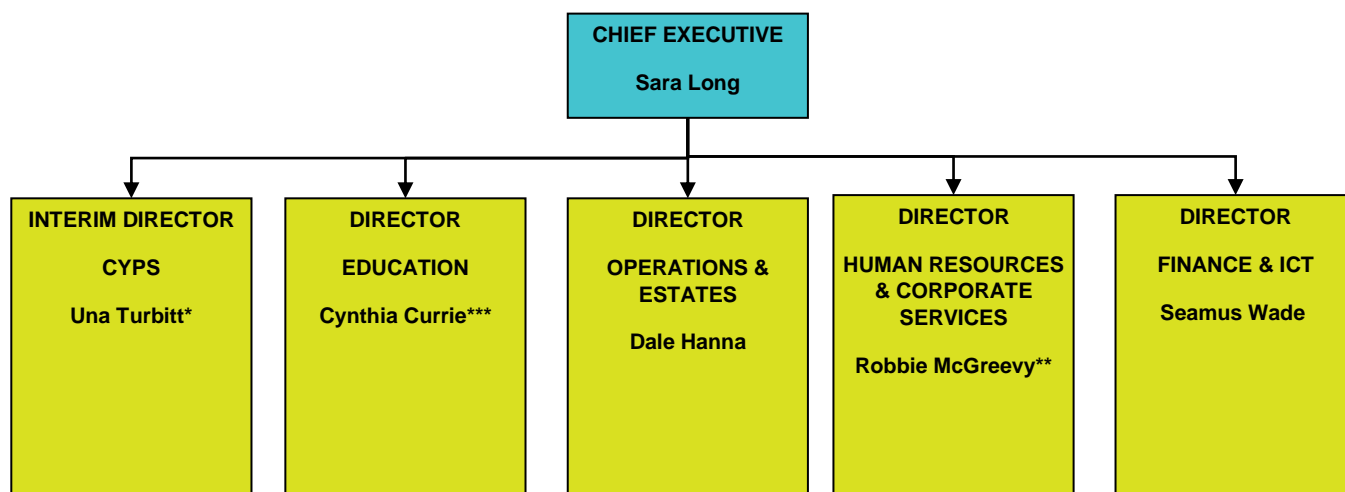 CHIEF EXECUTIVE
Sara Long
INTERIM DIRECTOR
CYPS
Una Turbitt*
DIRECTOR
EDUCATION
Cynthia Currie***
DIRECTOR
OPERATIONS &
ESTATES
Dale Hanna
DIRECTOR
HUMAN RESOURCES
& CORPORATE
SERVICES
Robbie McGreevy**
DIRECTOR
FINANCE & ICT
Seamus Wade